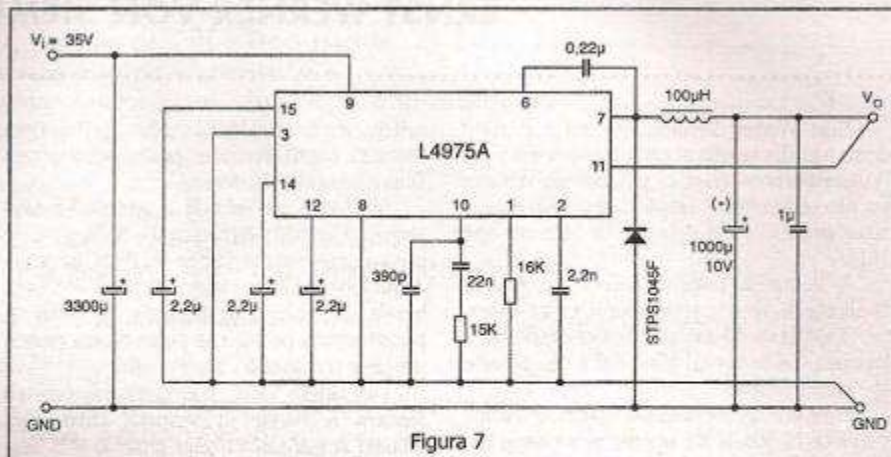 Vi = 35V
0,22µ
9
6
15
3
14
L4975A
7
11
100µH
VO
12
8
10
1
2
(+)
1000µ
10V
1µ
390p
22n
16K
2,2n
STPS1045F
3300µ
+
2,2µ
+
2,2µ
+
2,2µ
+
15K
+
GND
GND
Figura 7